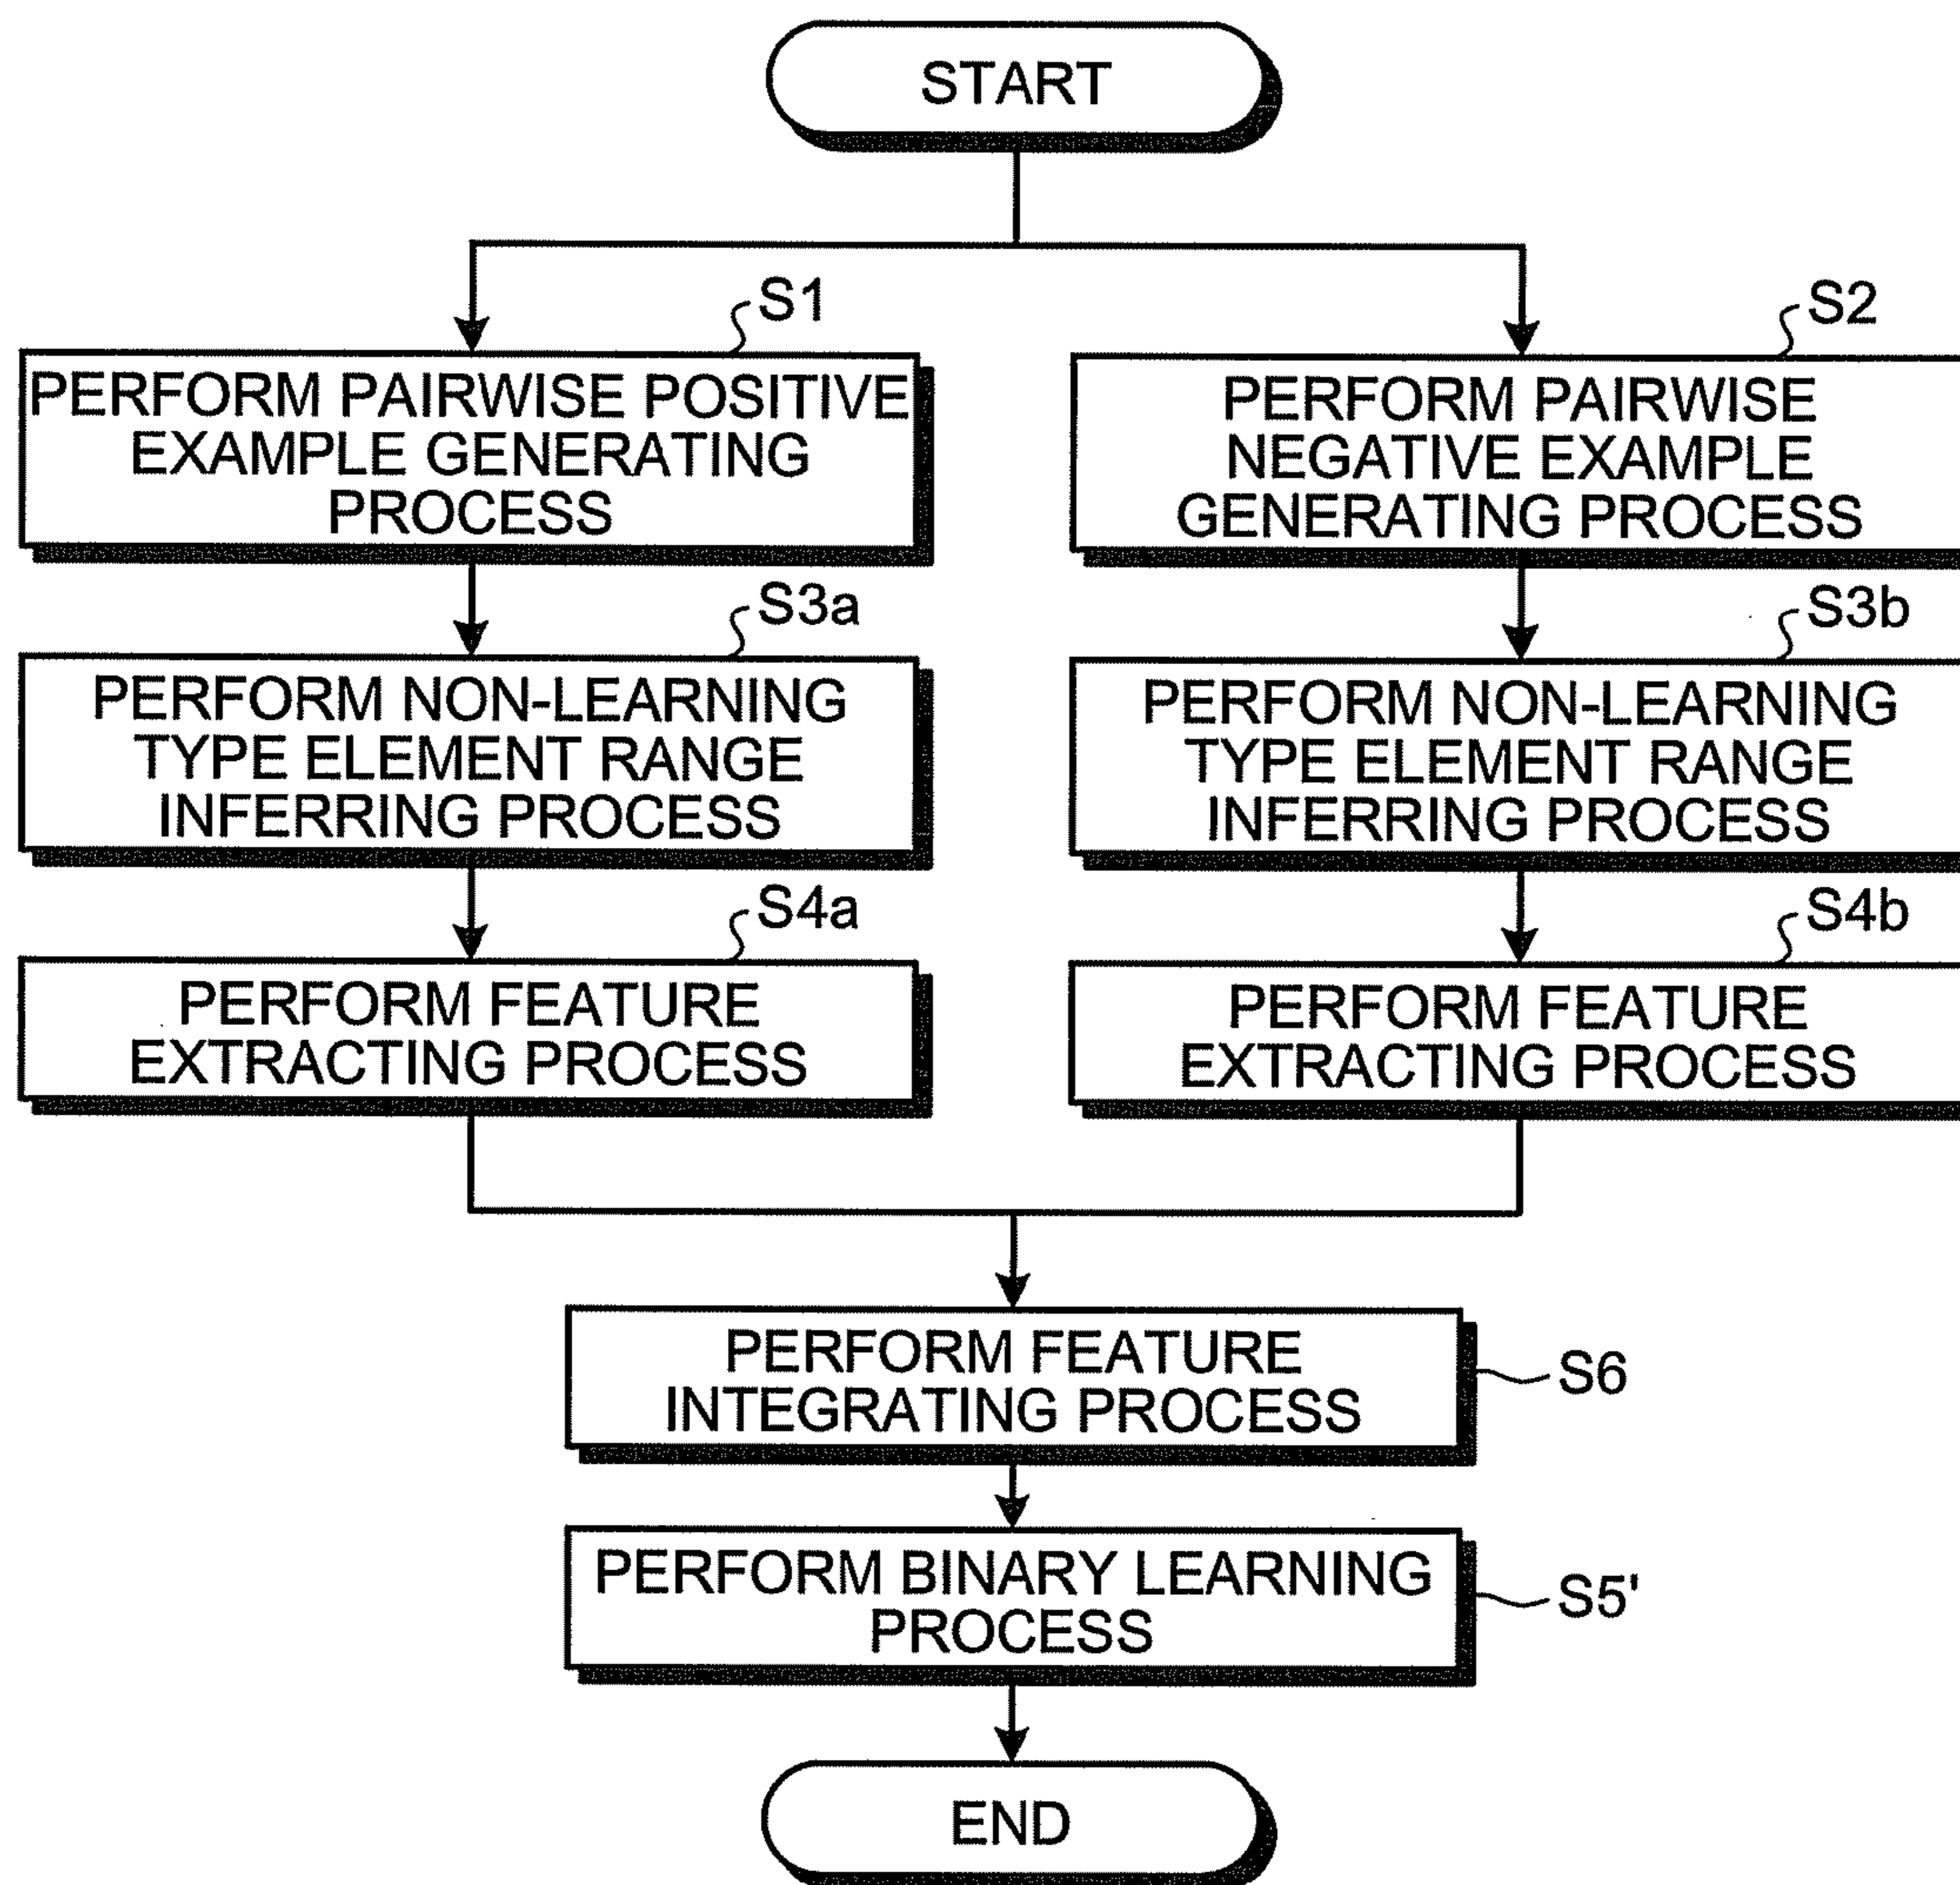 START
S1
PERFORM PAIRWISE POSITIVE
EXAMPLE GENERATING
PROCESS
S2
PERFORM PAIRWISE
NEGATIVE EXAMPLE
GENERATING PROCESS
S3a
PERFORM NON-LEARNING
TYPE ELEMENT RANGE
INFERRING PROCESS
S3b
PERFORM NON-LEARNING
TYPE ELEMENT RANGE
INFERRING PROCESS
S4a
PERFORM FEATURE
EXTRACTING PROCESS
S4b
PERFORM FEATURE
EXTRACTING PROCESS
PERFORM FEATURE
INTEGRATING PROCESS
S6
PERFORM BINARY LEARNING
PROCESS
S5'
END